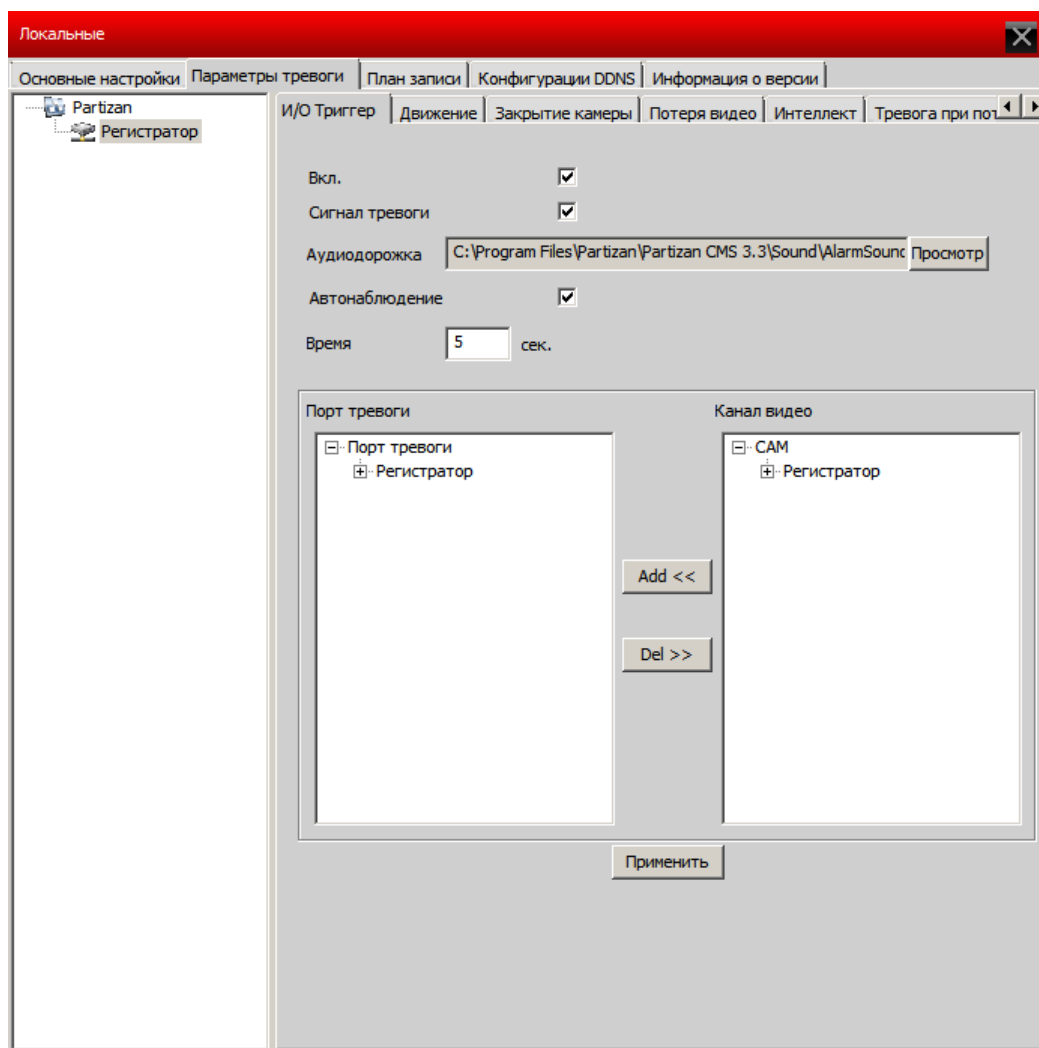 Локальные
Основные настройки Параметры тревоги План записи Конфигурации DDNS Информация о версии
Partizan
Регистратор
И/О Триггер Движение Закрытие камеры Потеря видео Интеллект Тревога при
Вкл.
Сигнал тревоги
Аудиодорожка C:\Program Files\Partizan\Partizan CMS 3.3\Sound\AlarmSound Просмотр
Автонаблюдение
Время 5 сек.
Порт тревоги
Порт тревоги
Регистратор
Канал видео
CAM
Регистратор
Add <<
Del >>
Применить